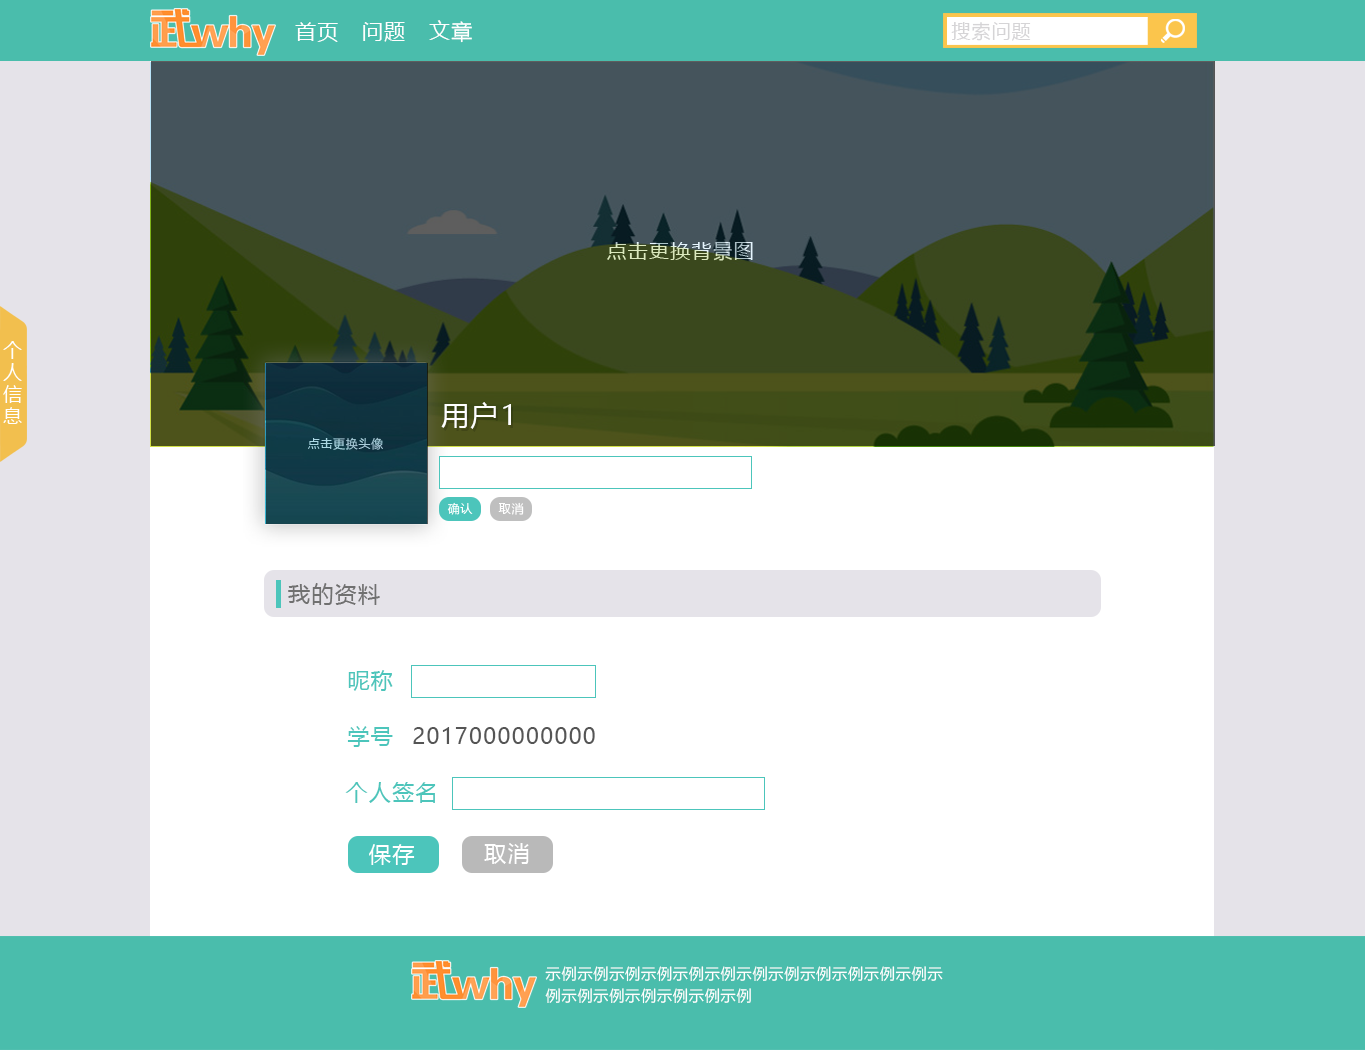 武why 首页 问题 文章 搜索问题
点击更换背景图
个人信息
用户1
点击更换头像
确认 取消
我的资料
昵称
学号 2017000000000
个人签名
保存 取消
武why
示例示例示例示例示例示例示例示例示例示例示例示例示
例示例示例示例示例示例示例